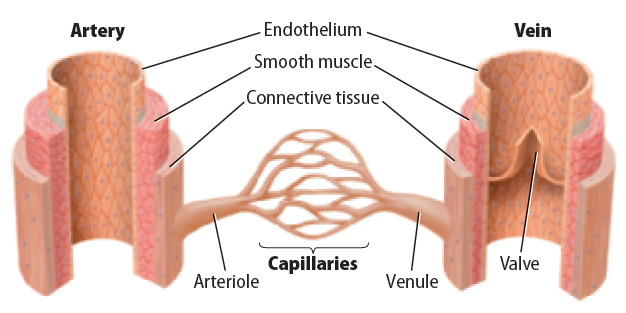 Artery
Endothelium
Vein
Smooth muscle
Connective tissue
Capillaries
Arteriole
Venule
Valve